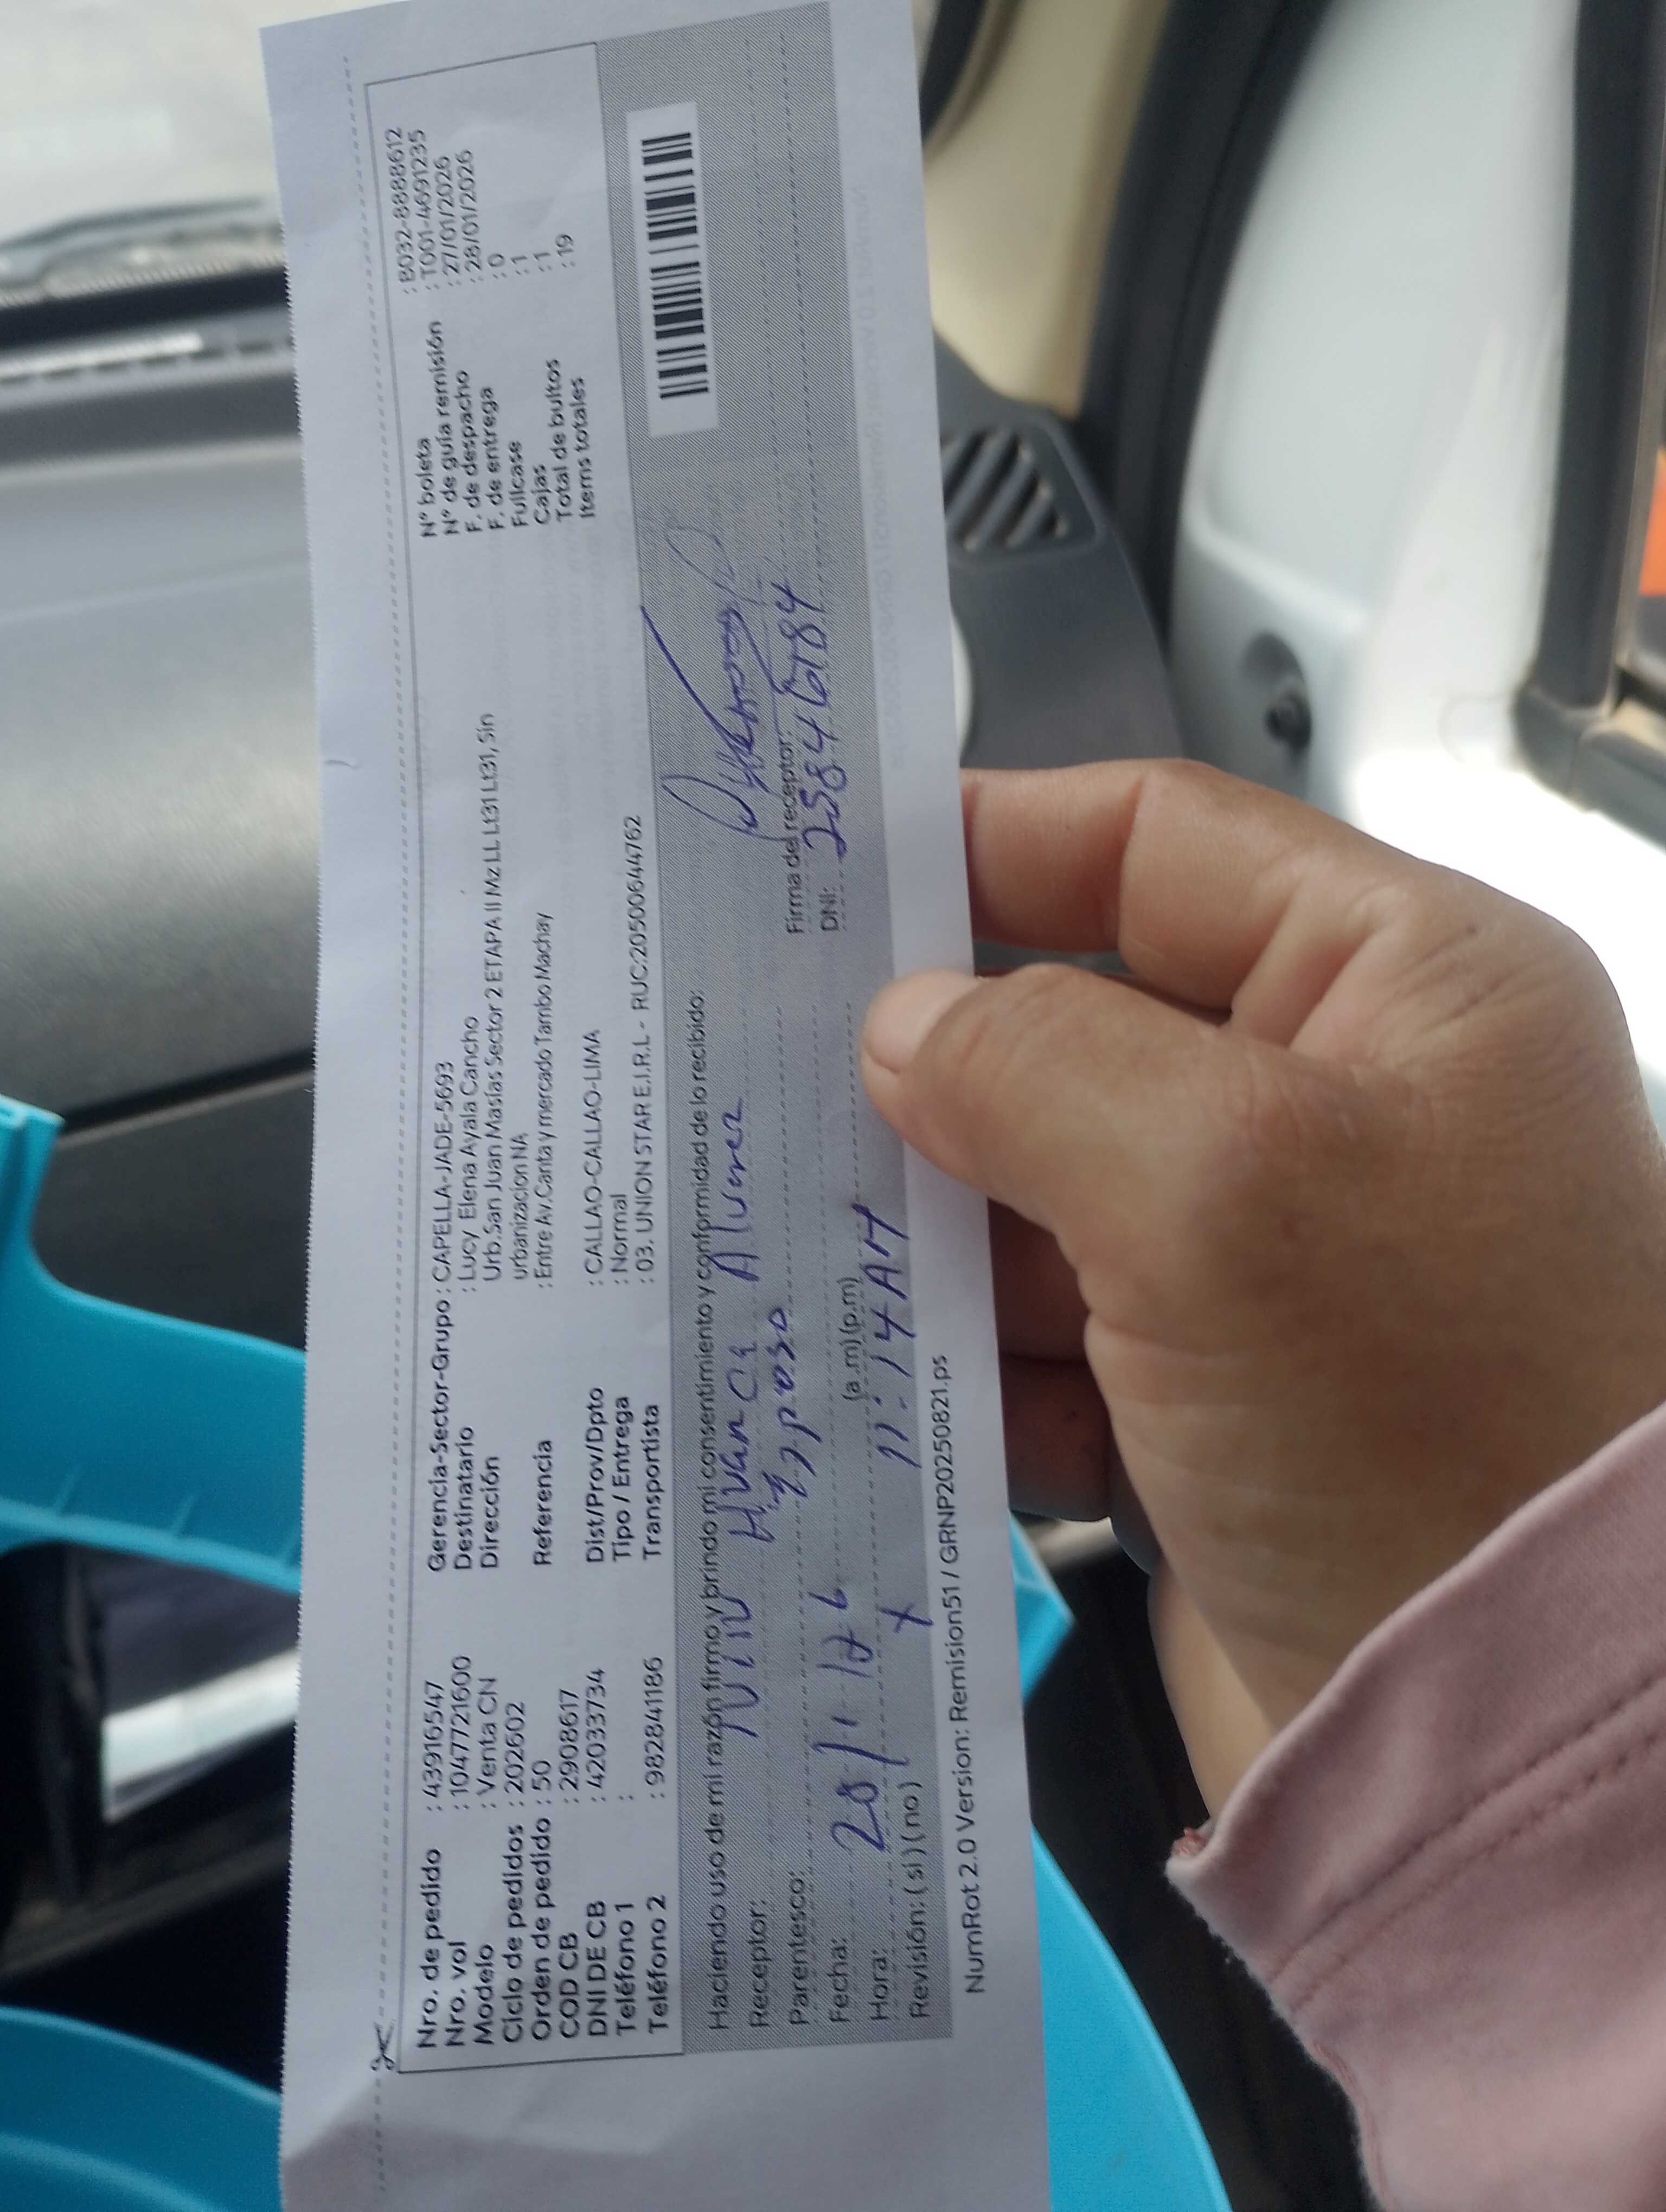 Nro. de pedido : 43916547
Nro. vol : 1047721600
Modelo : Venta CN
Ciclo de pedidos : 202602
Orden de pedido : 50
COD CB : 2908617
DNI DE CB : 42033734
Teléfono 1 :
Teléfono 2 : 982841186
Gerencia-Sector-Grupo : CAPELLA-JADE-5693
Destinatario : Lucy Elena Ayala Cancho
Dirección Urb.San Juan Masías Sector 2 ETAPA II Mz LL Lt31 Lt31, Sin
urbanizacion NA
Referencia : Entre Av.Canta y mercado Tambo Machay
Dist/Prov/Dpto : CALLAO-CALLAO-LIMA
Tipo / Entrega : Normal
Transportista : 03. UNION STAR E.I.R.L - RUC:20500644762
N° boleta : B032-8888612
N° de guía remisión : T001-4691235
F. de despacho : 27/01/2026
F. de entrega : 28/01/2026
Fullcase : 0
Cajas : 1
Total de bultos : 1
Items totales : 19
Haciendo uso de mi razón firmo y brindo mi consentimiento y conformidad de lo recibido:
Receptor: Huanca
Parentesco: Esposo
Firma del receptor:
Fecha:
DNI: 25846784
Hora: (a.m)(p.m) 11:14 AM
Revisión: (si) (no) X
NumRot 2.0 Version: Remision51 / GRNP20250821.ps